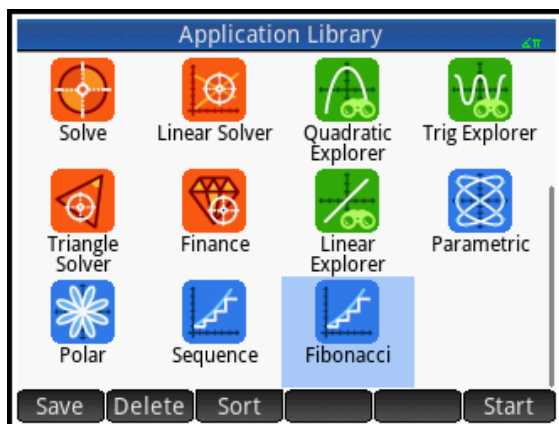 Application Library
∡π
Solve
Linear Solver
Quadratic
Explorer
Trig Explorer
Triangle
Solver
Finance
Linear
Explorer
Parametric
Polar
Sequence
Fibonacci
Save Delete Sort Start